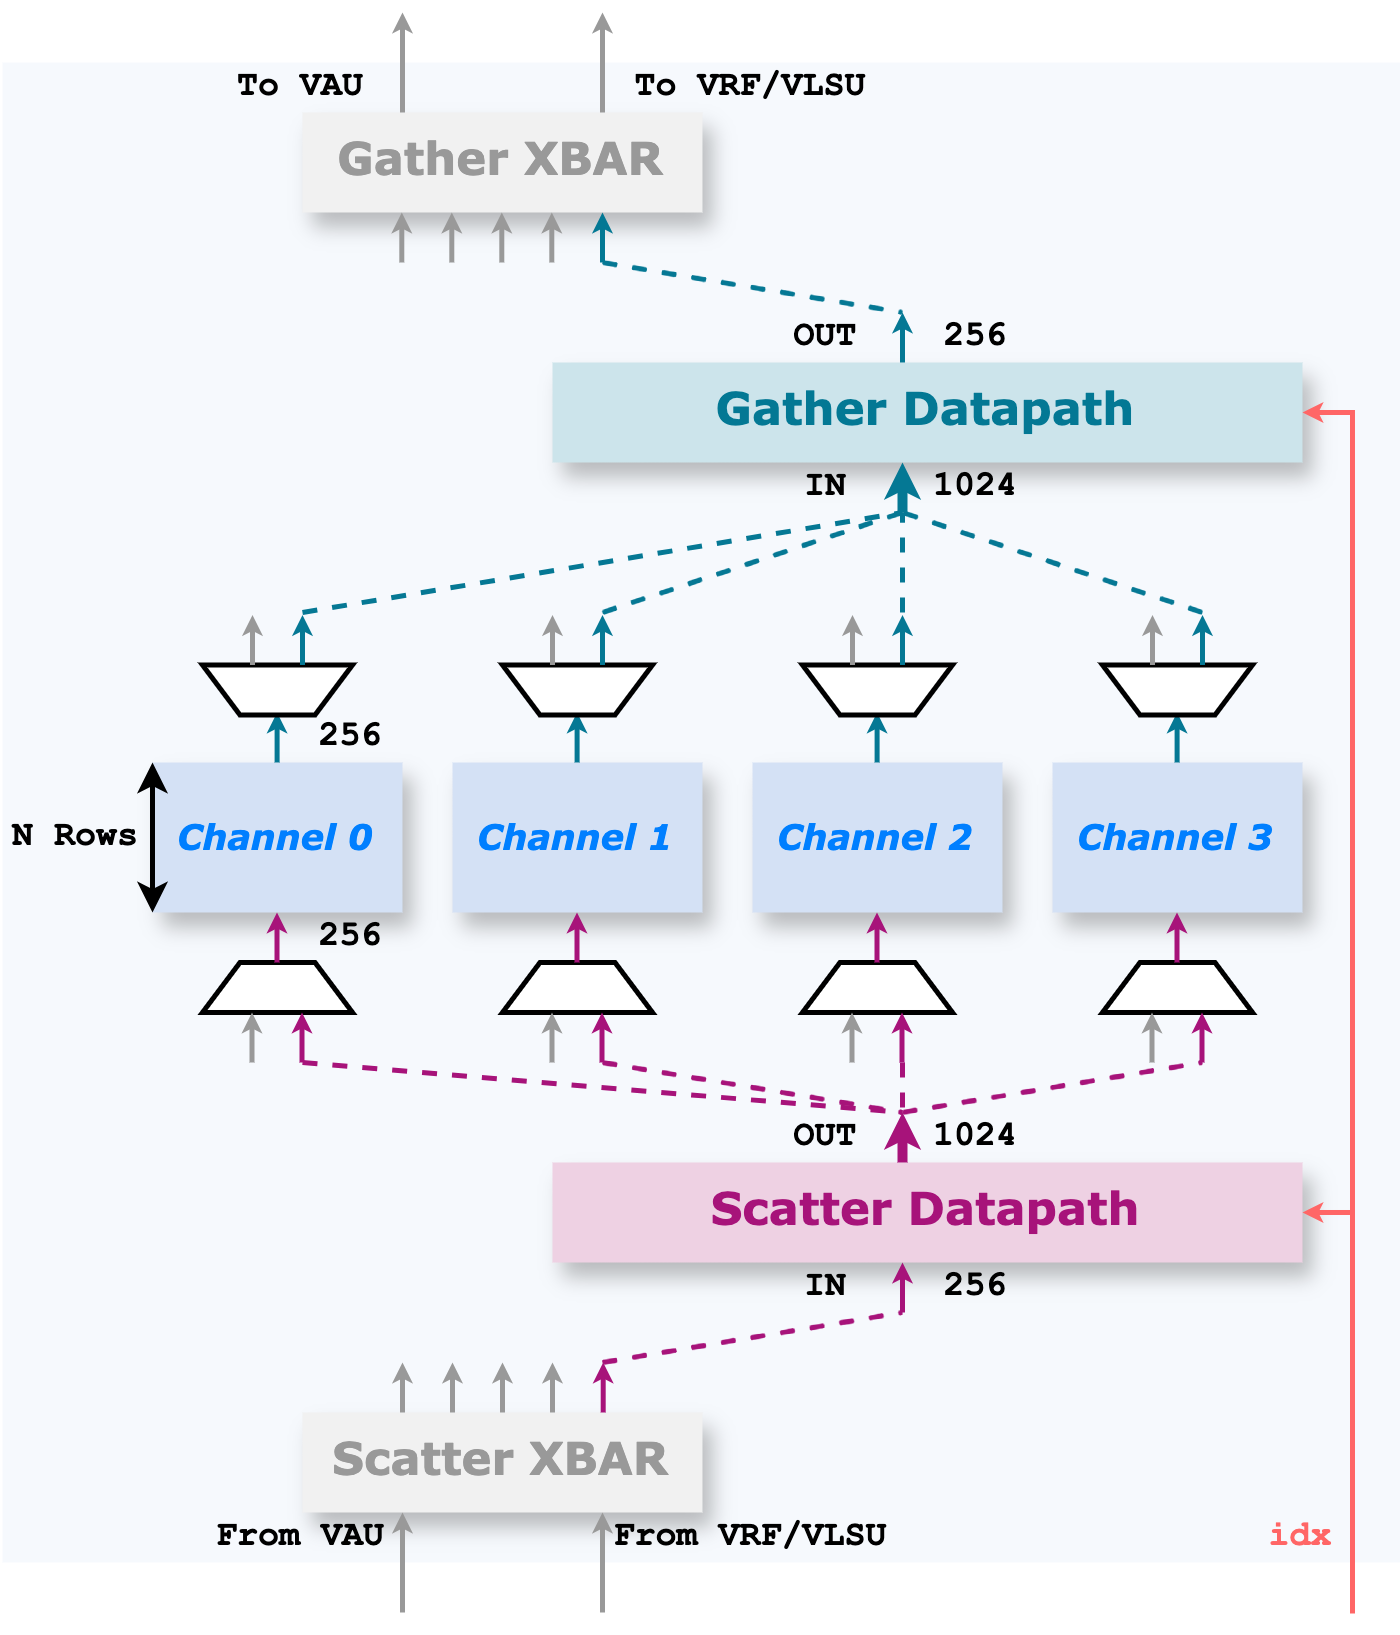 To VAU
To VRF/VLSU
Gather XBAR
OUT 256
Gather Datapath
IN 1024
256
N Rows
Channel 0
Channel 1
Channel 2
Channel 3
256
OUT 1024
Scatter Datapath
IN 256
Scatter XBAR
From VAU
From VRF/VLSU
idx